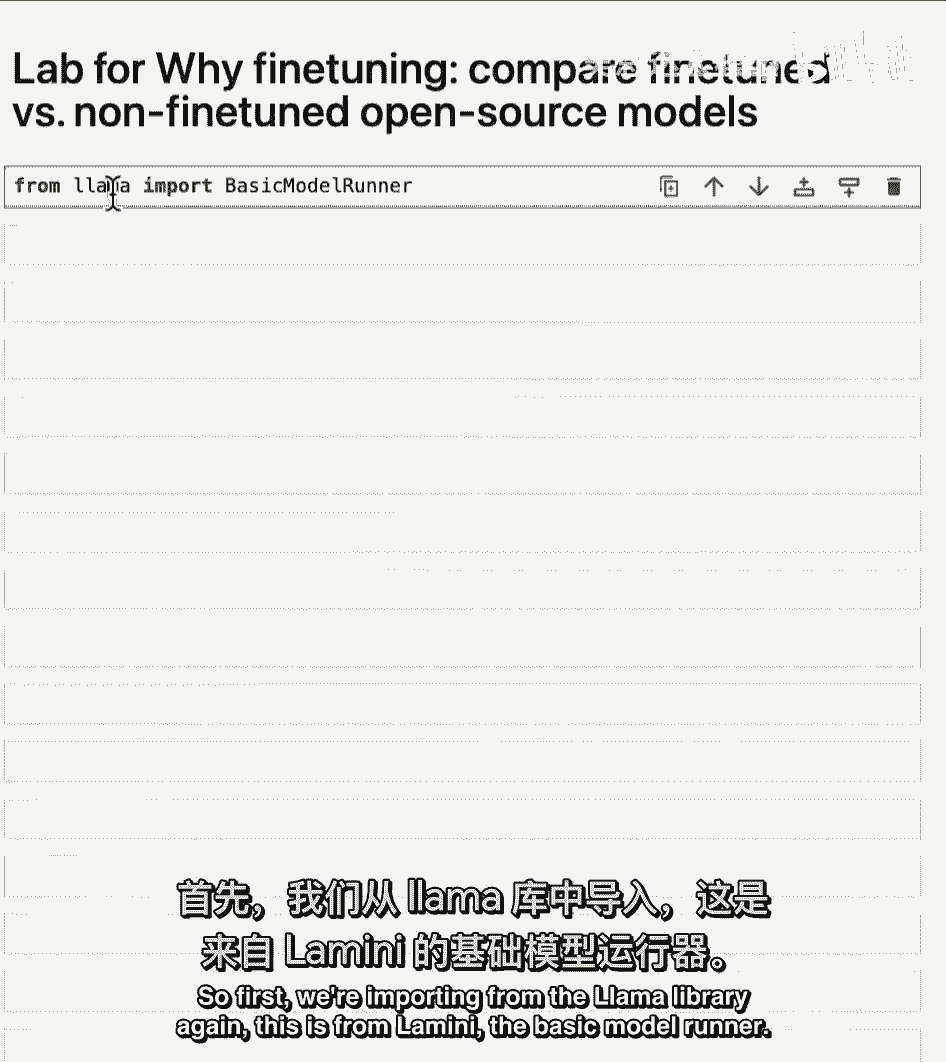 Lab for Why finetuning: compare finetuned
vs. non-finetuned open-source models
from llama import BasicModelRunner
首先，我们从 llama 库中导入，这是
来自 Lamini 的基础模型运行器。
So first, we're importing from the Llama library
again, this is from Lamini, the basic model runner.